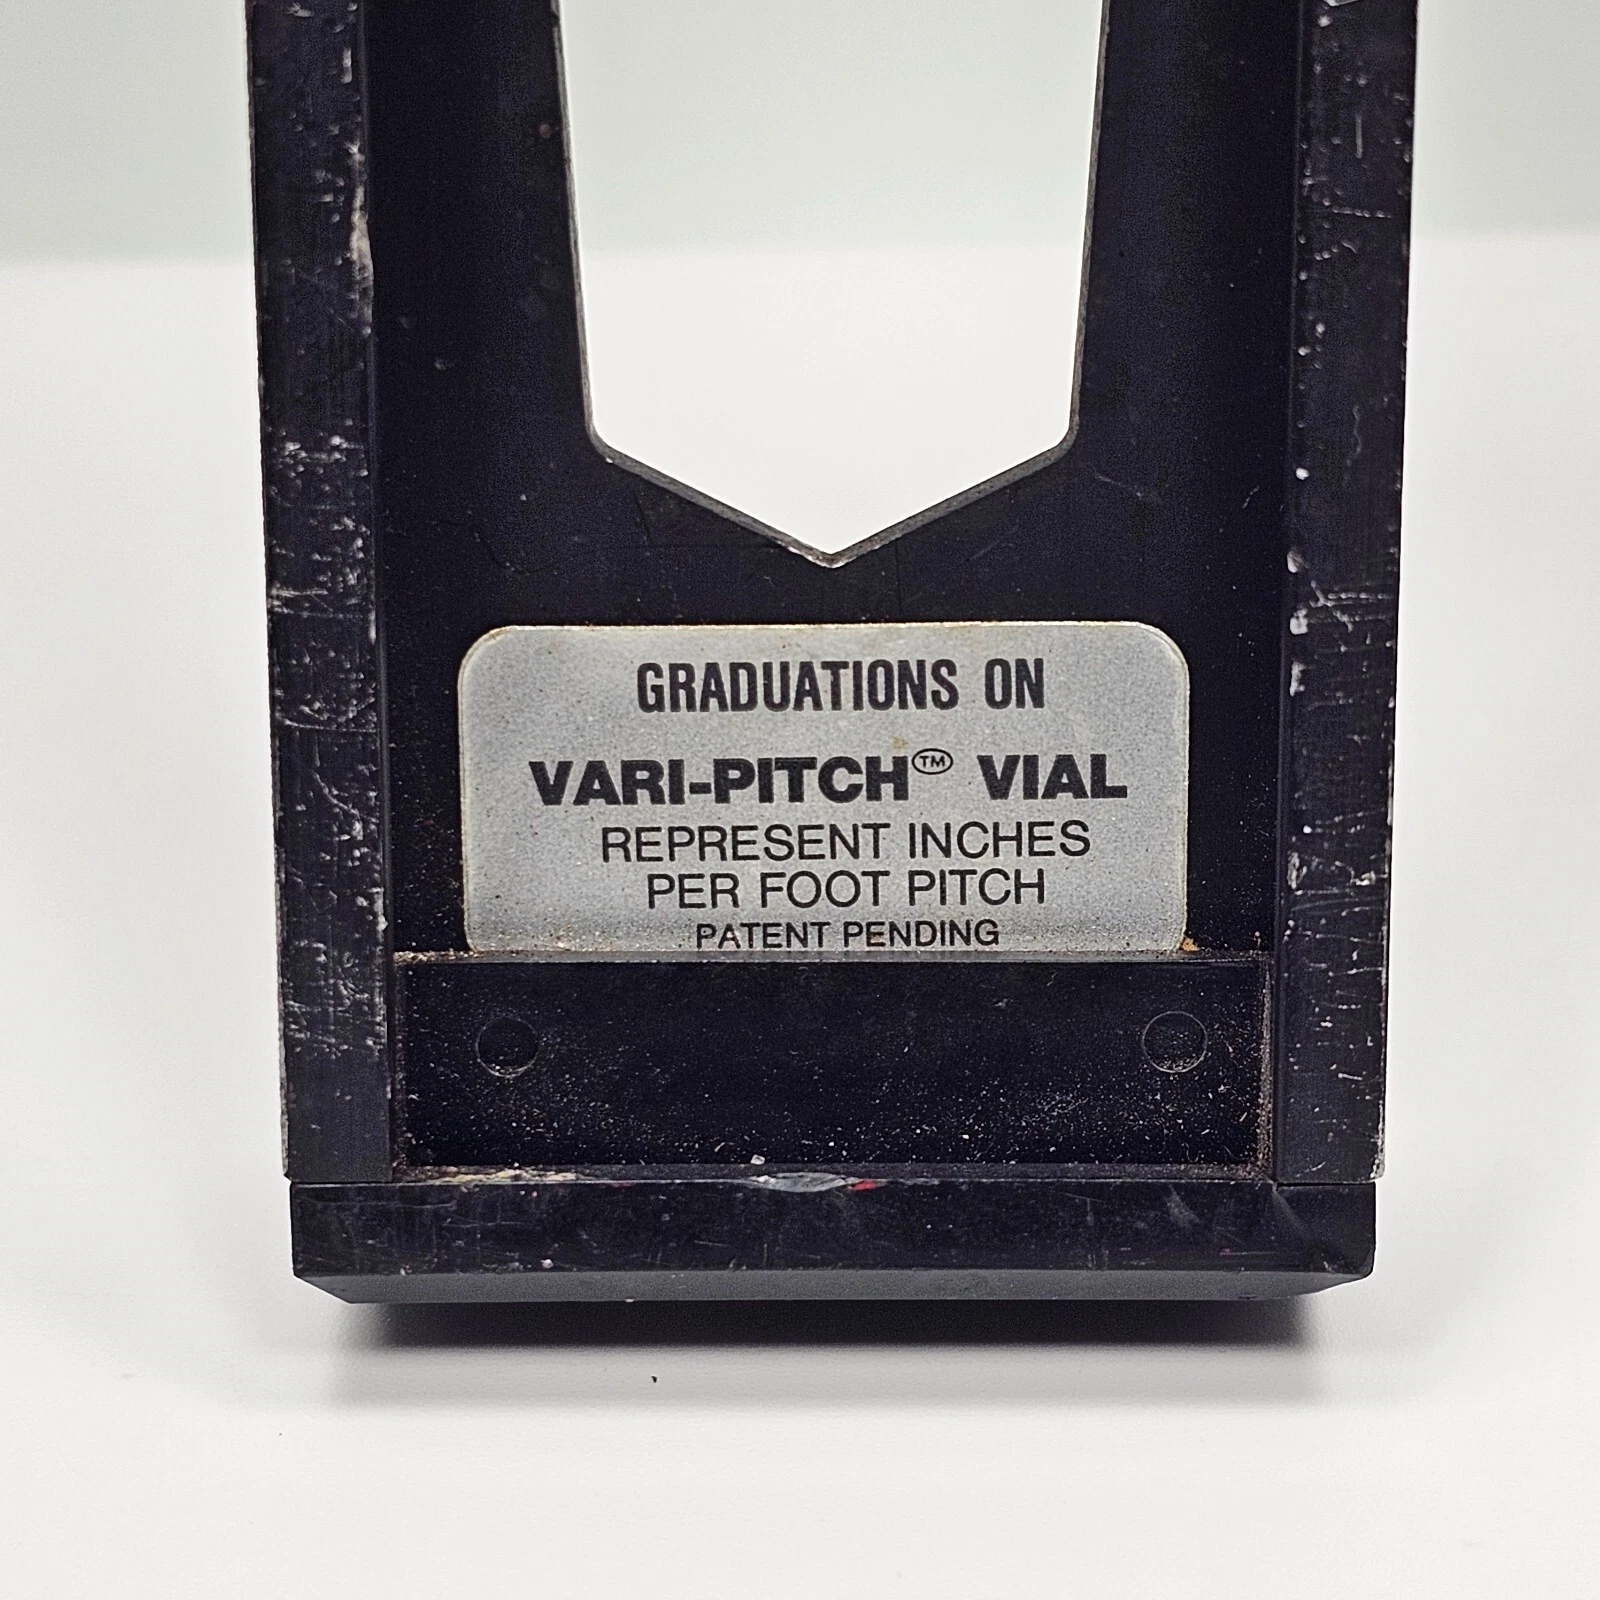 GRADUATIONS ON
VARI-PITCH™ VIAL
REPRESENT INCHES
PER FOOT PITCH
PATENT PENDING